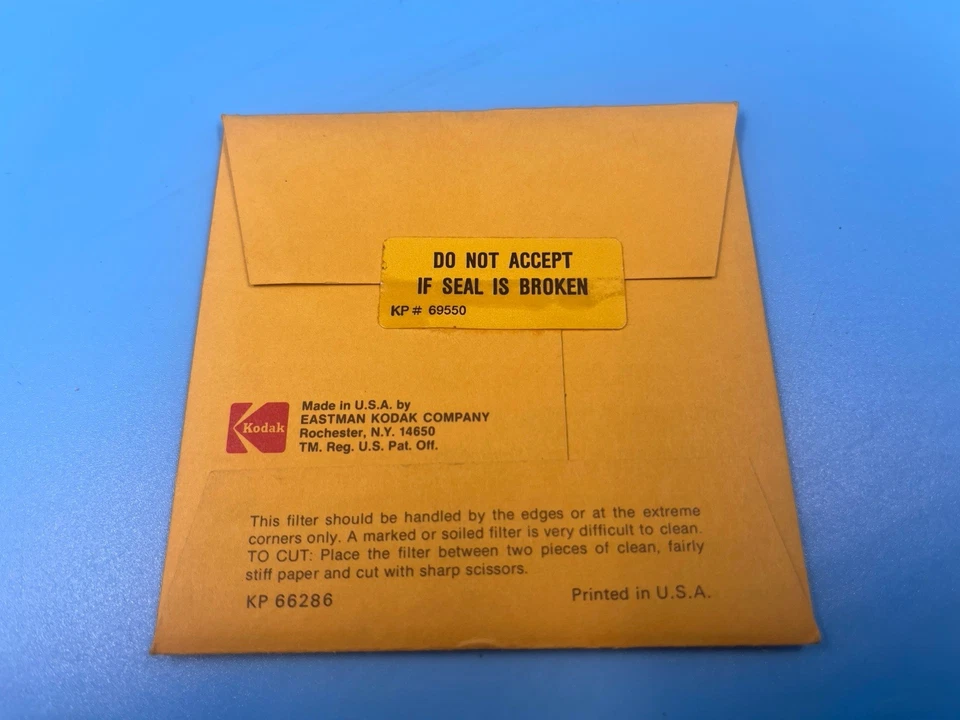 DO NOT ACCEPT
IF SEAL IS BROKEN
KP# 69550
Kodak
Made in U.S.A. by
EASTMAN KODAK COMPANY
Rochester, N.Y. 14650
TM. Reg. U.S. Pat. Off.
This filter should be handled by the edges or at the extreme
corners only. A marked or soiled filter is very difficult to clean.
TO CUT: Place the filter between two pieces of clean, fairly
stiff paper and cut with sharp scissors.
KP 66286
Printed in U.S.A.